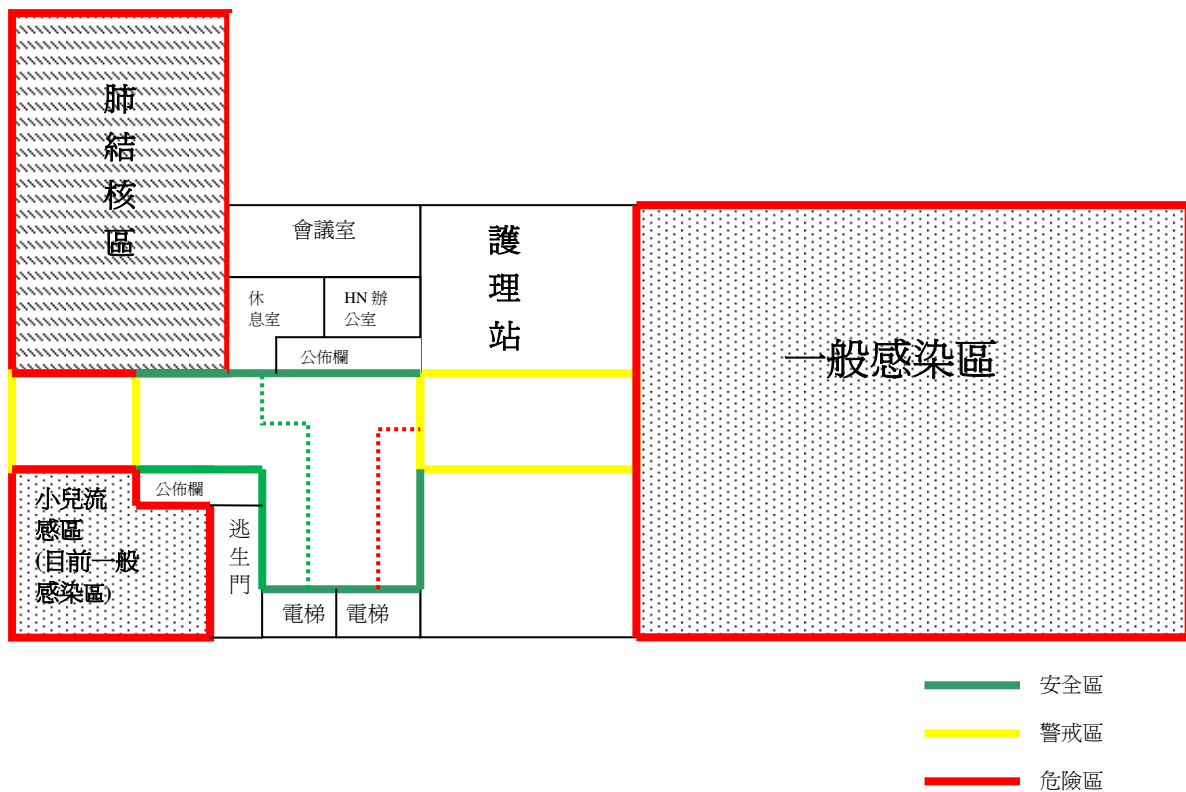 肺
結
核
區
會議室
護
理
站
休
息室
HN 辦
公室
公佈欄
一般感染區
公佈欄
小兒流
感區
(目前一般
感染區)
逃
生
門
電梯
電梯
安全區
警戒區
危險區